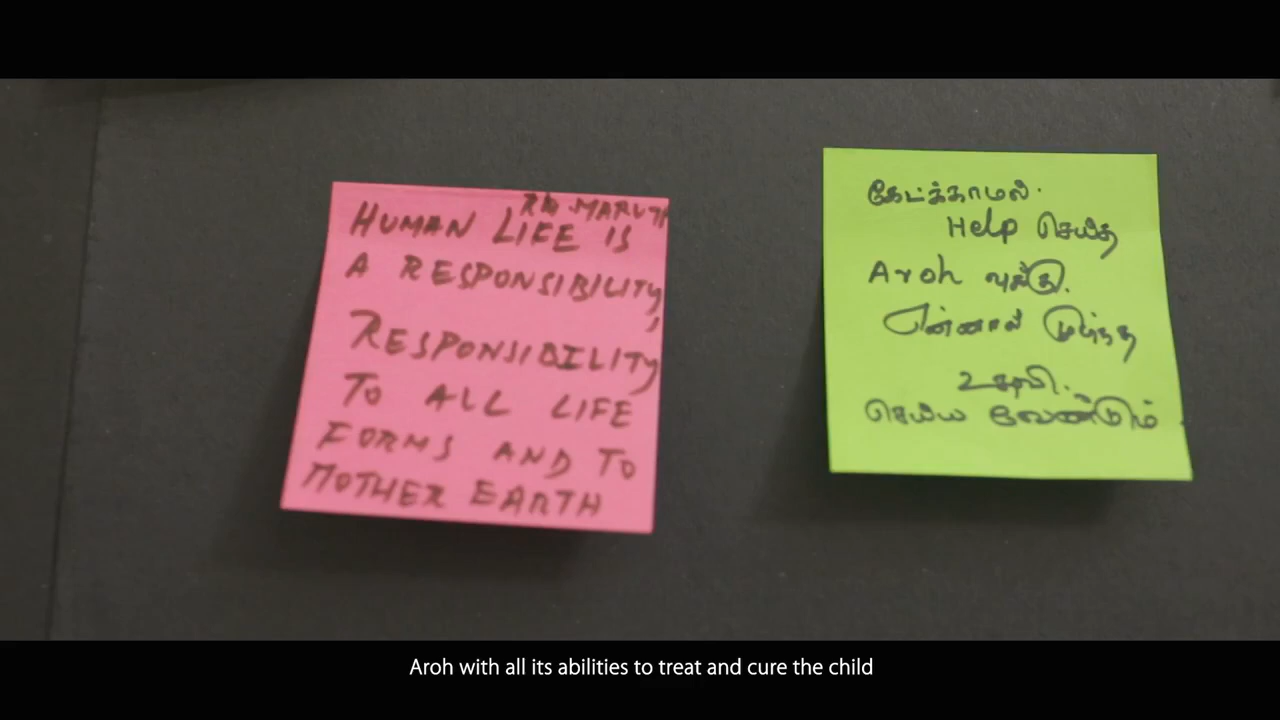 RTN MARUTH
HUMAN LIFE IS
A RESPONSIBILITY,
RESPONSIBILITY,
TO ALL LIFE
FORMS AND TO
MOTHER EARTH
கேட்க்காமல்.
Help செய்த
Aroh வுக்கு.
என்னால் முடிந்த
உதவி.
செய்ய வேண்டும்.
Aroh with all its abilities to treat and cure the child